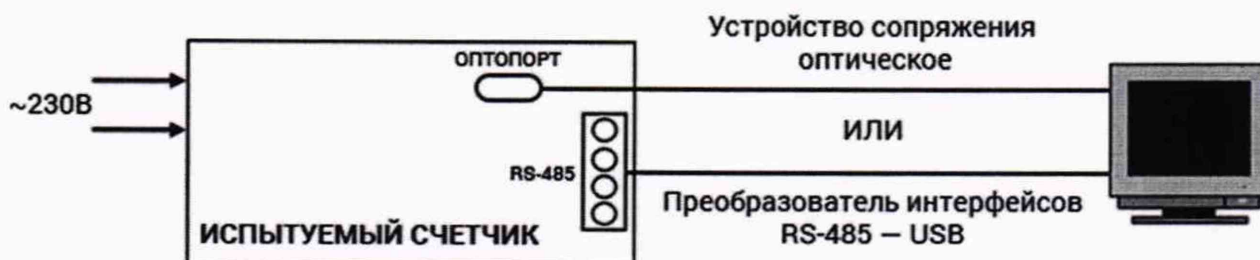 Устройство сопряжения
оптическое
ОПТОПОРТ
~230В
ИЛИ
RS-485
Преобразователь интерфейсов
RS-485 – USB
ИСПЫТУЕМЫЙ СЧЕТЧИК